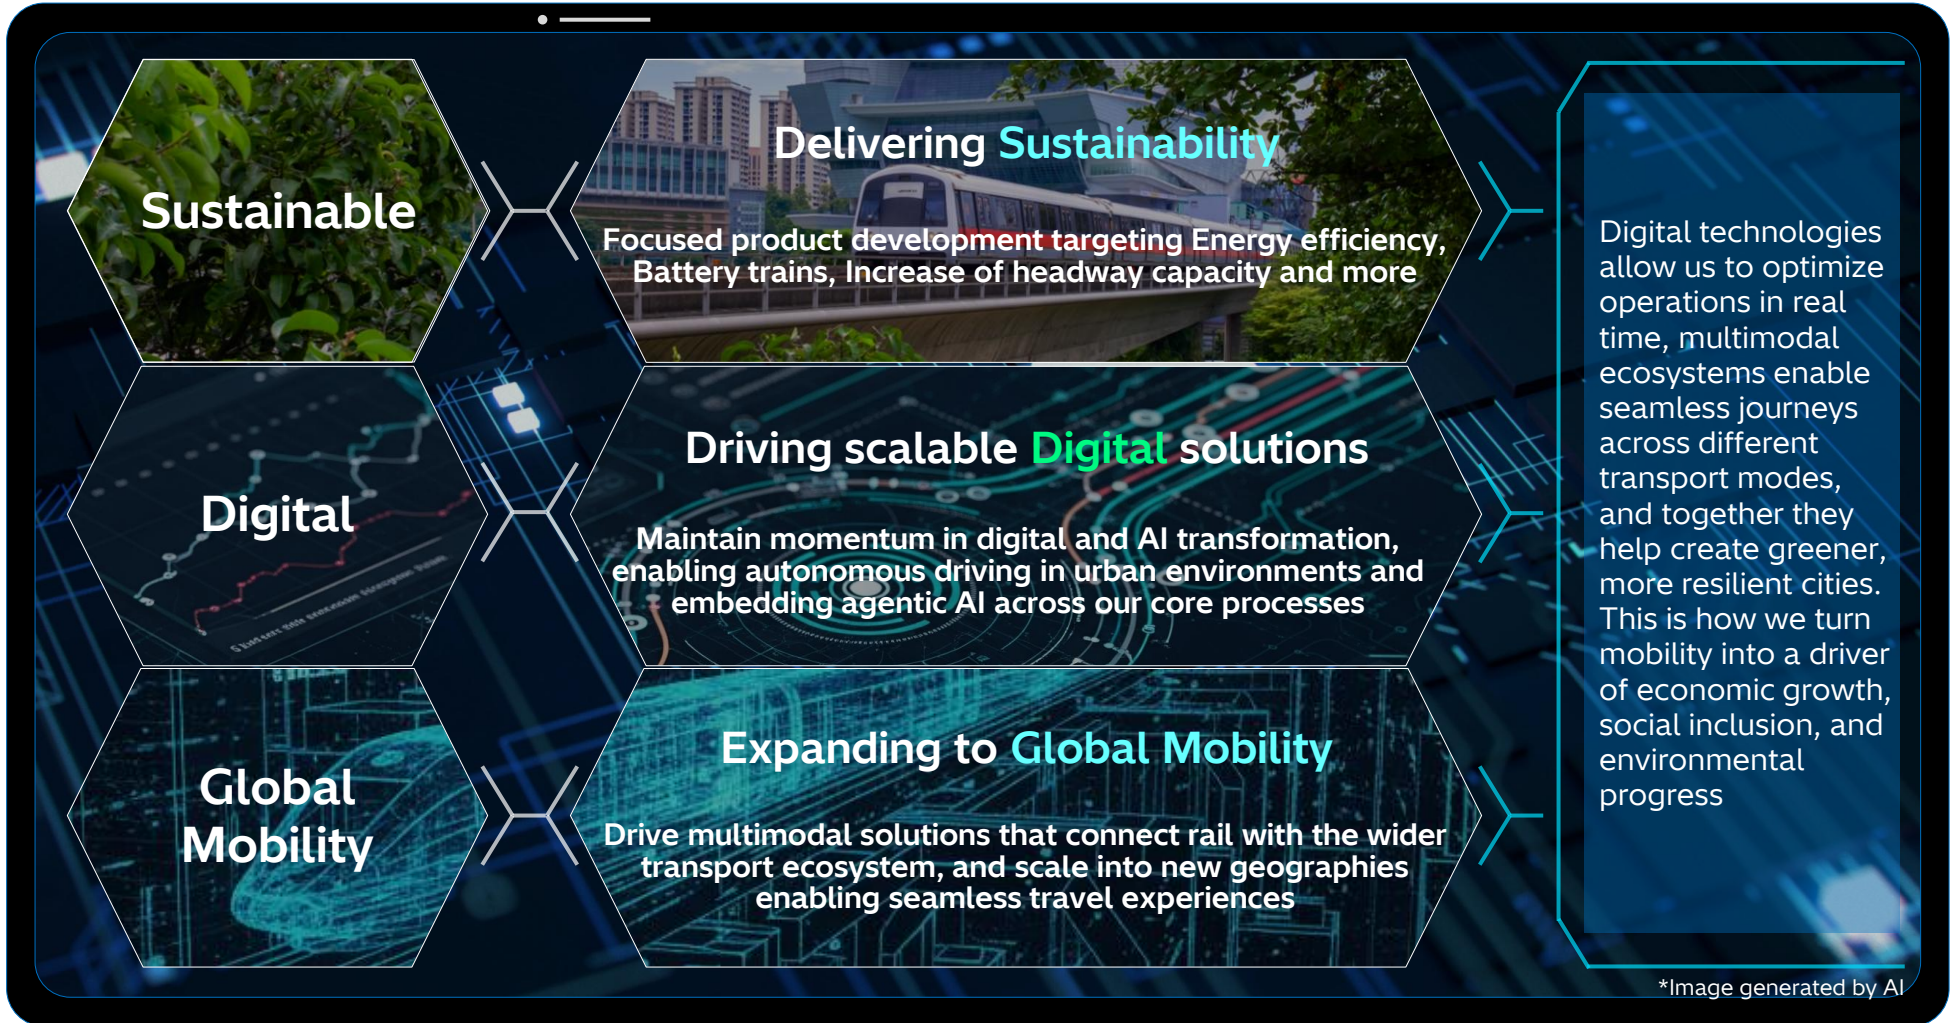 Sustainable
Delivering Sustainability
Focused product development targeting Energy efficiency,
Battery trains, Increase of headway capacity and more
Digital
Driving scalable Digital solutions
Maintain momentum in digital and AI transformation,
enabling autonomous driving in urban environments and
embedding agentic AI across our core processes
Global
Mobility
Expanding to Global Mobility
Drive multimodal solutions that connect rail with the wider
transport ecosystem, and scale into new geographies
enabling seamless travel experiences
Digital technologies
allow us to optimize
operations in real
time, multimodal
ecosystems enable
seamless journeys
across different
transport modes,
and together they
help create greener,
more resilient cities.
This is how we turn
mobility into a driver
of economic growth,
social inclusion, and
environmental
progress
*Image generated by AI